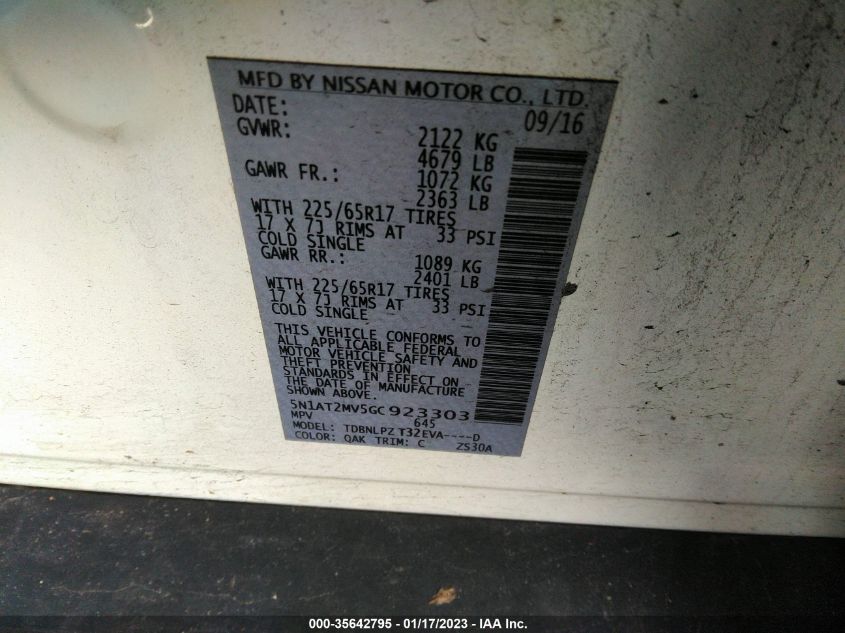 MFD BY NISSAN MOTOR CO., LTD.
DATE: 09/16
GVWR: 2122 KG
4679 LB
GAWR FR.: 1072 KG
2363 LB
WITH 225/65R17 TIRES
17 X 7J RIMS AT 33 PSI
COLD SINGLE
GAWR RR.: 1089 KG
2401 LB
WITH 225/65R17 TIRES
17 X 7J RIMS AT 33 PSI
COLD SINGLE
THIS VEHICLE CONFORMS TO
ALL APPLICABLE FEDERAL
MOTOR VEHICLE SAFETY AND
THEFT PREVENTION
STANDARDS IN EFFECT ON
THE DATE OF MANUFACTURE
SHOWN ABOVE.
5N1AT2MV5GC923303
MPV 645
MODEL: TDBNLPZ T32EVA----D
COLOR: QAK TRIM: C ZS30A
000-35642795 - 01/17/2023 - © IAA Inc.